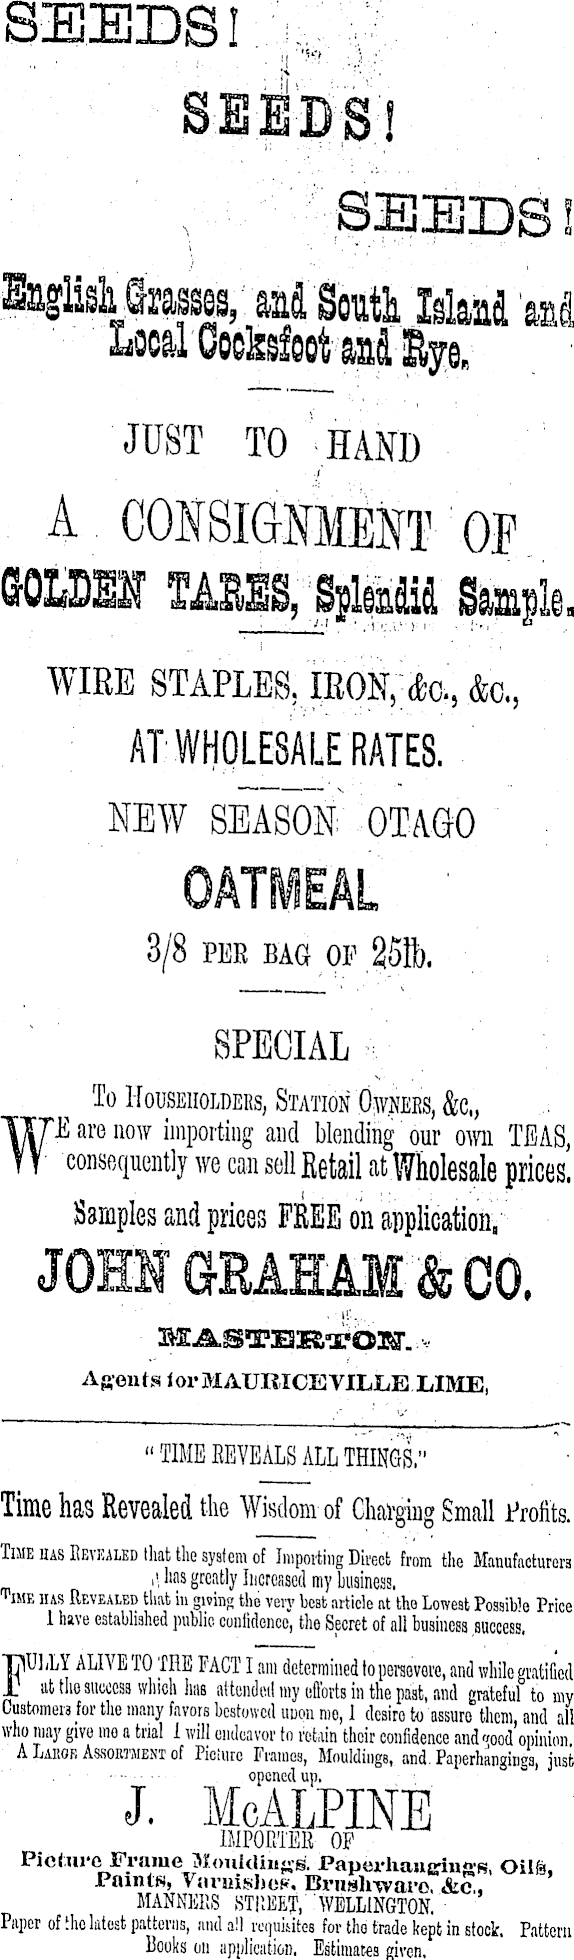 SEEDS!
SEEDS!
SEEDS!
English Grasses, and South Island and
Local Cocksfoot and Rye.
JUST TO HAND
A CONSIGNMENT OF
GOLDEN TARES, Splendid Sample.
WIRE STAPLES, IRON, &c., &c.,
AT WHOLESALE RATES.
NEW SEASON OTAGO
OATMEAL
3/8 PER BAG OF 25lb.
SPECIAL
To Householders, Station Owners, &c.,
WE are now importing and blending our own TEAS,
consequently we can sell Retail at Wholesale prices.
Samples and prices FREE on application.
JOHN GRAHAM & CO.
MASTERTON.
Agents for MAURICEVILLE LIME,
"TIME REVEALS ALL THINGS."
Time has Revealed the Wisdom of Charging Small Profits.
Time has Revealed that the system of Importing Direct from the Manufacturers
has greatly Increased my business.
Time has Revealed that in giving the very best article at the Lowest Possible Price
I have established public confidence, the Secret of all business success.
FULLY ALIVE TO THE FACT I am determined to persevere, and while gratified
at the success which has attended my efforts in the past, and grateful to my
Customers for the many favors bestowed upon me, I desire to assure them, and all
who may give me a trial I will endeavor to retain their confidence and good opinion.
A Large Assortment of Picture Frames, Mouldings, and Paperhangings, just
opened up.
J. McALPINE
IMPORTER OF
Picture Frame Mouldings, Paperhangings, Oils,
Paints, Varnishes, Brushware, &c.,
MANNERS STREET, WELLINGTON.
Paper of the latest patterns, and all requisites for the trade kept in stock. Pattern
Books on application. Estimates given.